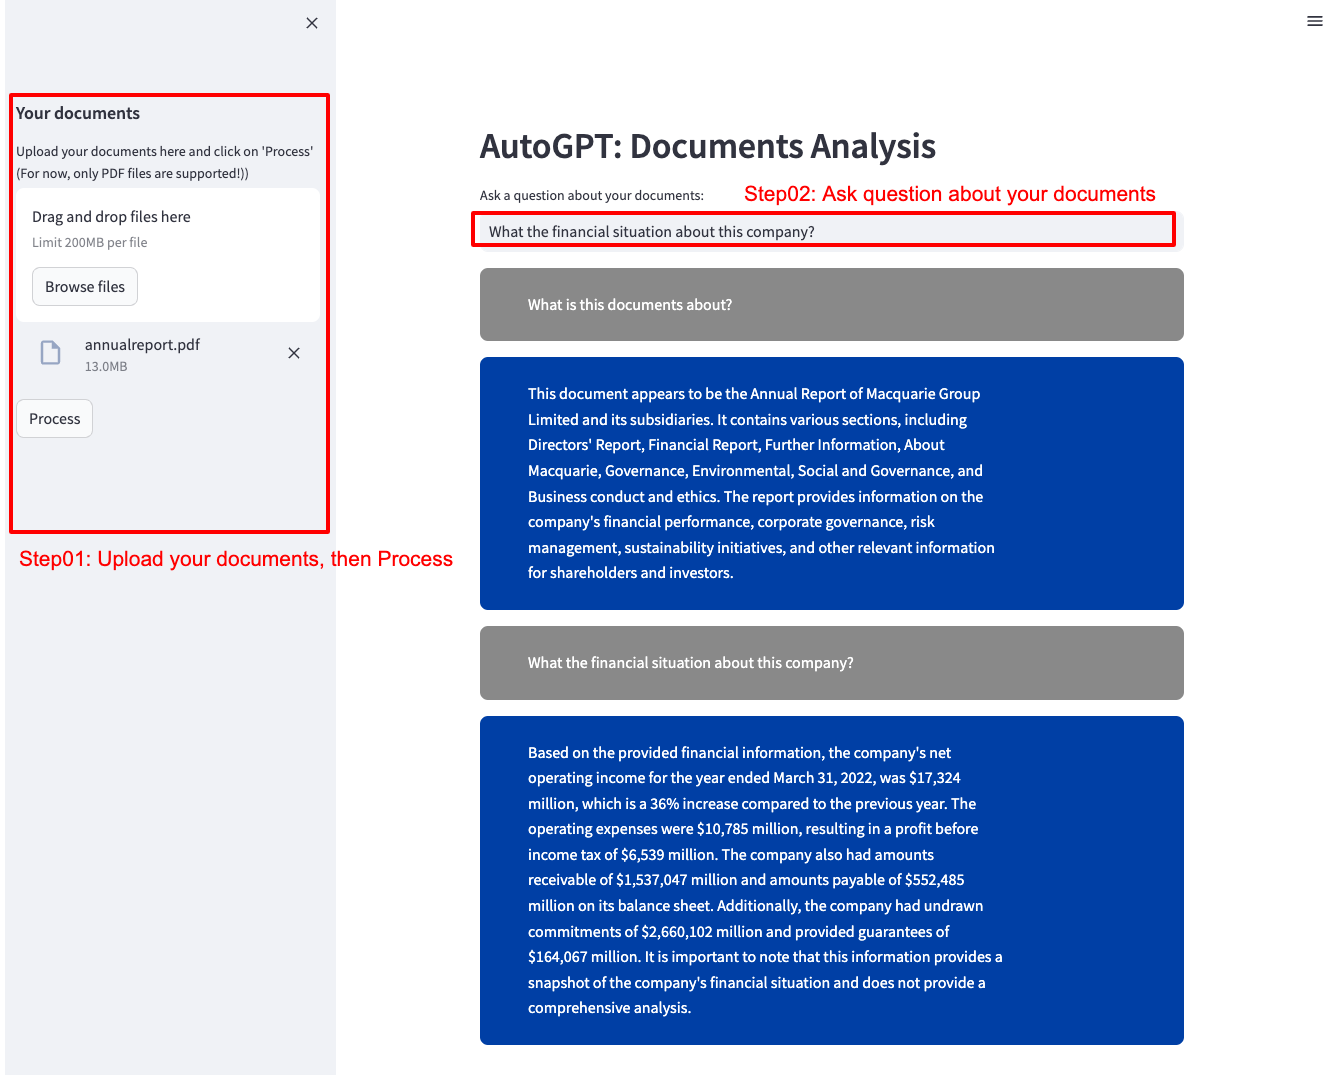 Your documents
Upload your documents here and click on 'Process'
(For now, only PDF files are supported!))
Drag and drop files here
Limit 200MB per file
Browse files
annualreport.pdf
13.0MB
Process
Step01: Upload your documents, then Process
AutoGPT: Documents Analysis
Ask a question about your documents:
Step02: Ask question about your documents
What the financial situation about this company?
What is this documents about?
This document appears to be the Annual Report of Macquarie Group
Limited and its subsidiaries. It contains various sections, including
Directors' Report, Financial Report, Further Information, About
Macquarie, Governance, Environmental, Social and Governance, and
Business conduct and ethics. The report provides information on the
company's financial performance, corporate governance, risk
management, sustainability initiatives, and other relevant information
for shareholders and investors.
What the financial situation about this company?
Based on the provided financial information, the company's net
operating income for the year ended March 31, 2022, was $17,324
million, which is a 36% increase compared to the previous year. The
operating expenses were $10,785 million, resulting in a profit before
income tax of $6,539 million. The company also had amounts
receivable of $1,537,047 million and amounts payable of $552,485
million on its balance sheet. Additionally, the company had undrawn
commitments of $2,660,102 million and provided guarantees of
$164,067 million. It is important to note that this information provides a
snapshot of the company's financial situation and does not provide a
comprehensive analysis.